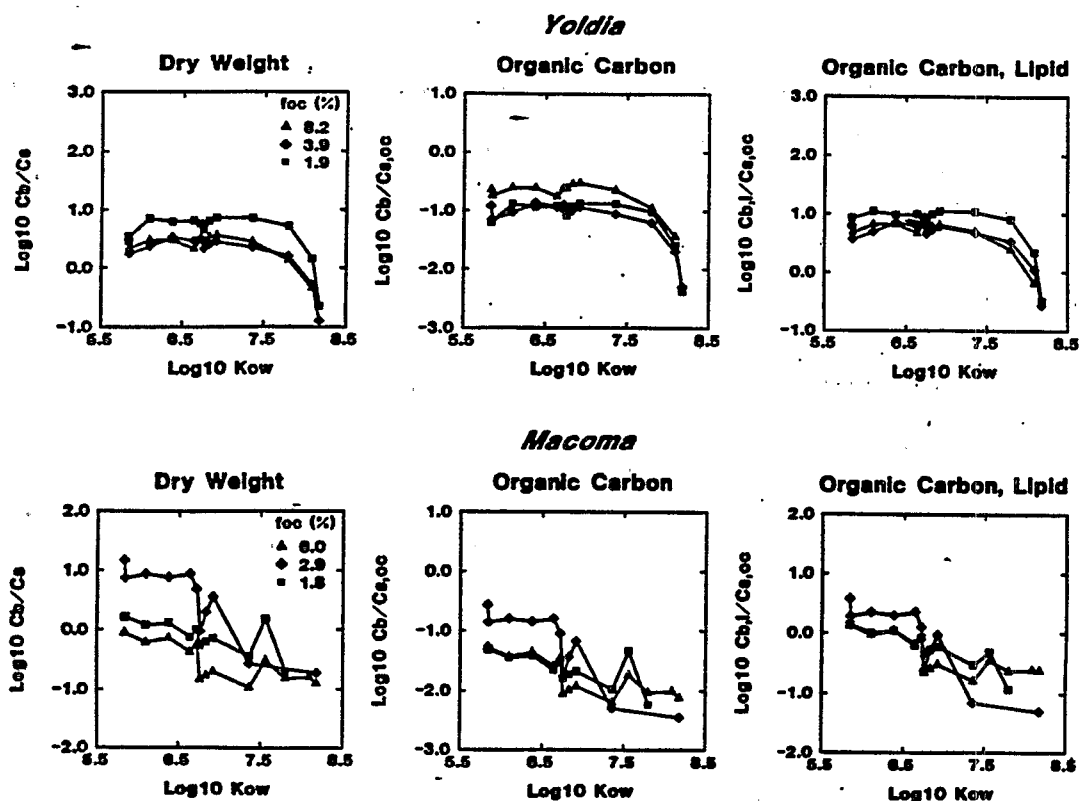 Yoldia
Dry Weight
Organic Carbon
Organic Carbon, Lipid
3.0
2.0
1.0
0.0
−1.0
foc (%)
8.2
3.9
1.9
Log10 Cb/Cs
5.5 6.5 7.5 8.5
Log10 Kow
1.0
0.0
−1.0
−2.0
−3.0
Log10 Cb/Cs,oc
5.5 6.5 7.5 8.5
Log10 Kow
3.0
2.0
1.0
0.0
−1.0
Log10 Cb,l/Cs,oc
5.5 6.5 7.5 8.5
Log10 Kow
Macoma
Dry Weight
Organic Carbon
Organic Carbon, Lipid
2.0
1.0
0.0
−1.0
−2.0
foc (%)
6.0
2.9
1.8
Log10 Cb/Cs
5.5 6.5 7.5 8.5
Log10 Kow
1.0
0.0
−1.0
−2.0
−3.0
Log10 Cb/Cs,oc
5.5 6.5 7.5 8.5
Log10 Kow
2.0
1.0
0.0
−1.0
−2.0
Log10 Cb,l/Cs,oc
5.5 6.5 7.5 8.5
Log10 Kow